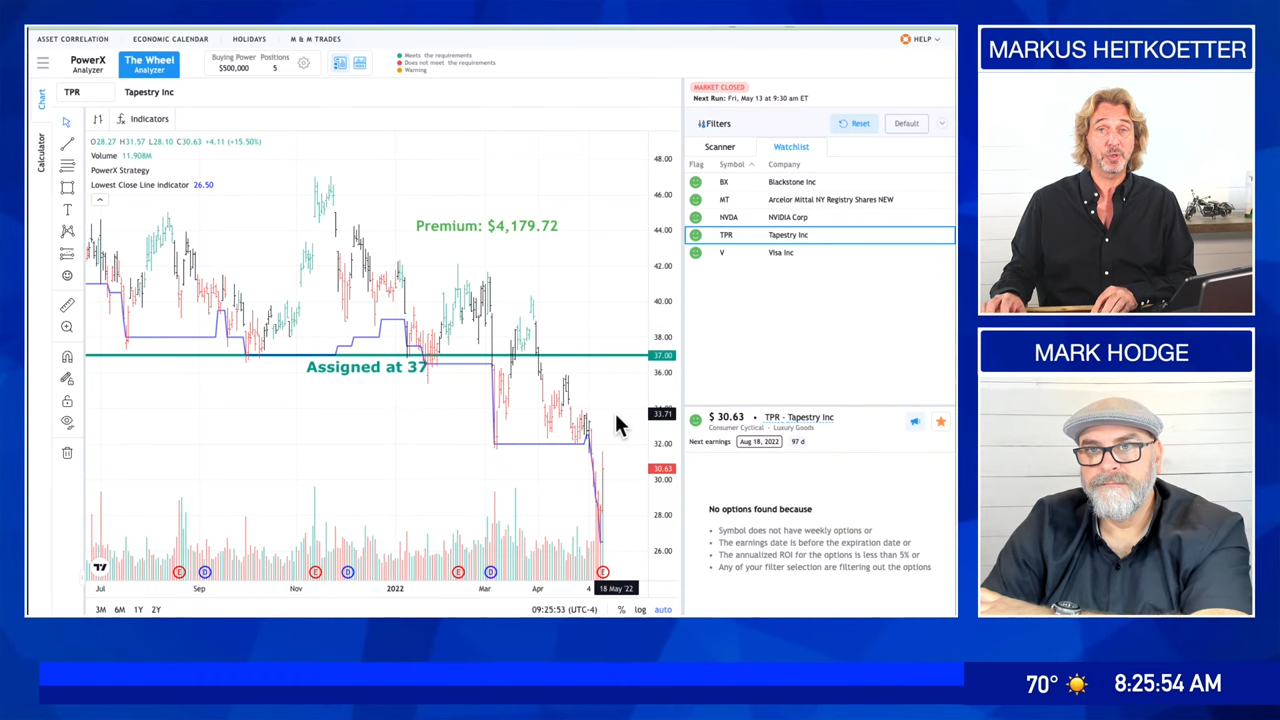 ASSET CORRELATION ECONOMIC CALENDAR HOLIDAYS M & M TRADES HELP
PowerX Analyzer
The Wheel Analyzer
Buying Power Positions
$500,000 5
Meets the requirements
Does not meet the requirements
Warning
Chart
Calculator
TPR Tapestry Inc
Indicators
O28.27 H31.57 L28.10 C30.63 +4.11 (+15.50%)
Volume 11.908M
PowerX Strategy
Lowest Close Line indicator 26.50
Premium: $4,179.72
Assigned at 37
48.00
46.00
44.00
42.00
40.00
38.00
37.00
36.00
33.71
32.00
30.63
30.00
28.00
26.00
E D E D E D E
Jul Sep Nov 2022 Mar Apr 4 18 May '22
3M 6M 1Y 2Y 09:25:53 (UTC-4) % log auto
MARKET CLOSED
Next Run: Fri, May 13 at 9:30 am ET
Filters Reset Default
Scanner Watchlist
Flag Symbol Company
BX Blackstone Inc
MT Arcelor Mittal NY Registry Shares NEW
NVDA NVIDIA Corp
TPR Tapestry Inc
V Visa Inc
$ 30.63 • TPR - Tapestry Inc
Consumer Cyclical - Luxury Goods
Next earnings Aug 18, 2022 97 d
No options found because
• Symbol does not have weekly options or
• The earnings date is before the expiration date or
• The annualized ROI for the options is less than 5% or
• Any of your filter selection are filtering out the options
MARKUS HEITKOETTER
MARK HODGE
70° 8:25:54 AM